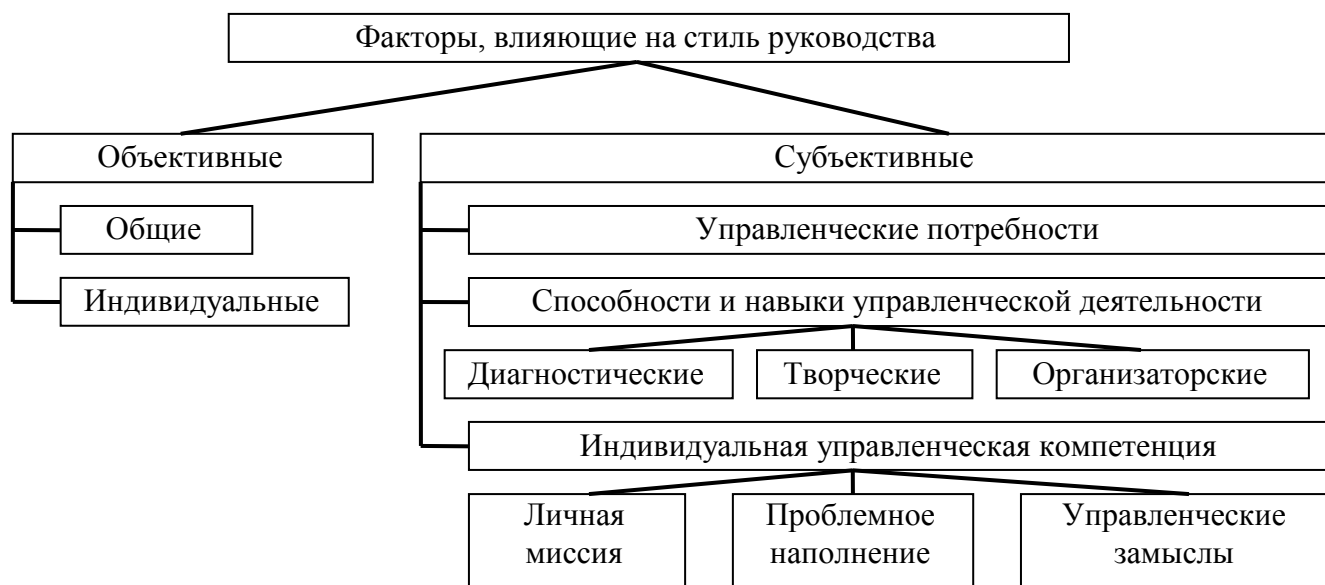 Факторы, влияющие на стиль руководства
Объективные
Субъективные
Общие
Управленческие потребности
Индивидуальные
Способности и навыки управленческой деятельности
Диагностические
Творческие
Организаторские
Индивидуальная управленческая компетенция
Личная
миссия
Проблемное
наполнение
Управленческие
замыслы